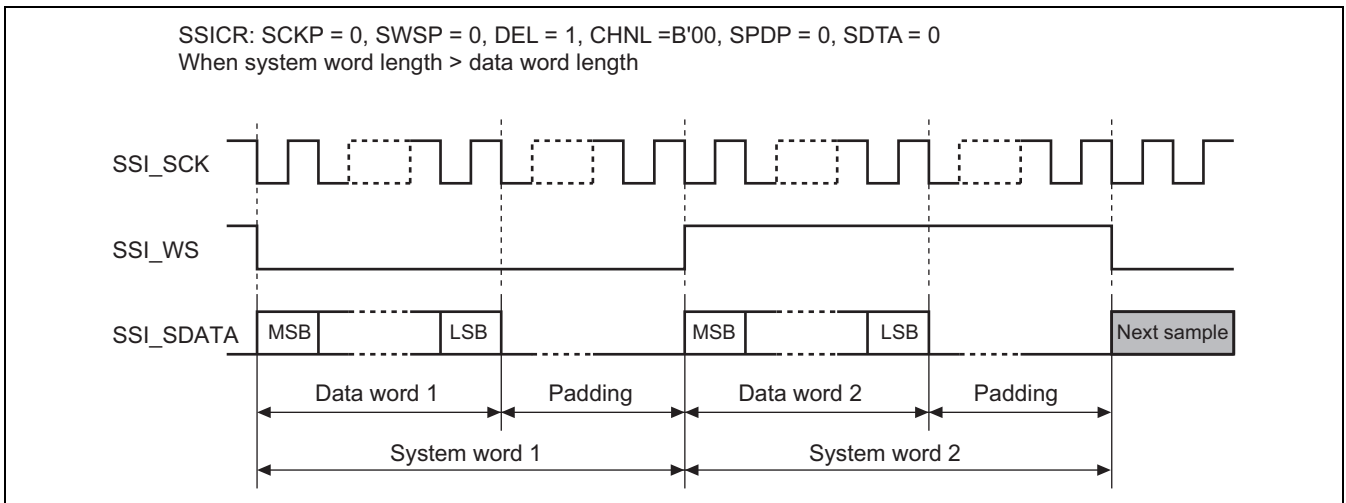 SSICR: SCKP = 0, SWSP = 0, DEL = 1, CHNL =B'00, SPDP = 0, SDTA = 0
When system word length > data word length
SSI_SCK
SSI_WS
SSI_SDATA MSB LSB MSB LSB Next sample
Data word 1 Padding Data word 2 Padding
System word 1 System word 2